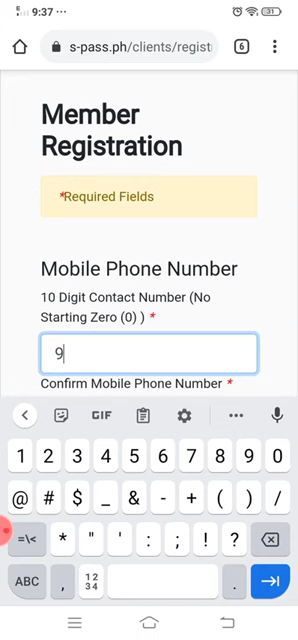 E 9:37 ••• 31
s-pass.ph/clients/regist 6
Member
Registration
*Required Fields
Mobile Phone Number
10 Digit Contact Number (No
Starting Zero (0) ) *
9
Confirm Mobile Phone Number *
GIF •••
1 2 3 4 5 6 7 8 9 0
@ # $ _ & - + ( ) /
=\< * " ' : ; ! ?
ABC , 12 .
34